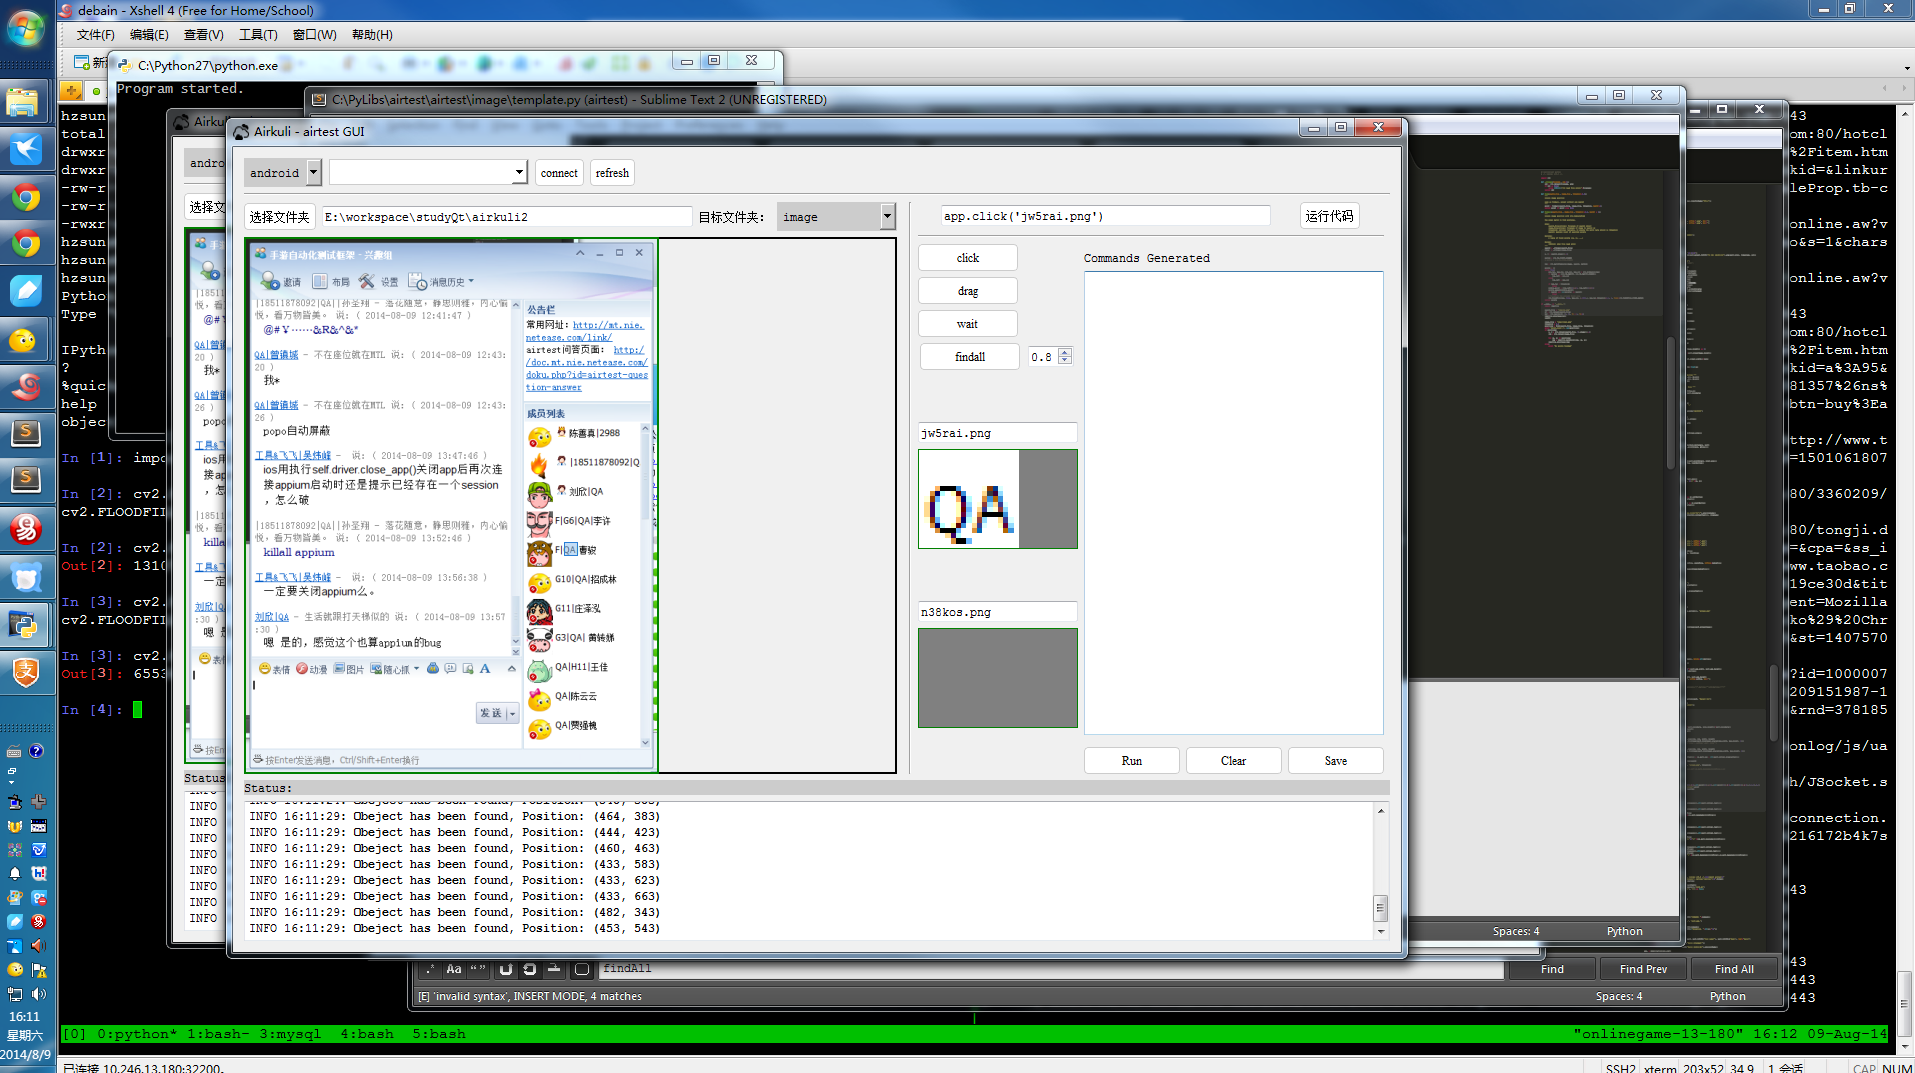 debain - Xshell 4 (Free for Home/School)
文件(F) 编辑(E) 查看(V) 工具(T) 窗口(W) 帮助(H)
C:\Python27\python.exe
Program started.
C:\PyLibs\airtest\airtest\image\template.py (airtest) - Sublime Text 2 (UNREGISTERED)
Airkuli - airtest GUI
android
connect
refresh
选择文件夹
E:\workspace\studyQt\airkuli2
目标文件夹：
image
app.click('jw5rai.png')
运行代码
手游自动化测试框架 - 兴趣组
邀请 布局 设置 消息历史
|18511878092|QA||孙圣翔 - 落花随意，静思则雅，内心愉
悦，看万物皆美。 说：( 2014-08-09 12:41:47 )
@#￥……&R&^&*
QA|曾镇城 - 不在座位就在MTL 说：( 2014-08-09 12:43:
20 )
我*
QA|曾镇城 - 不在座位就在MTL 说：( 2014-08-09 12:43:
26 )
popo自动屏蔽
工具&飞飞|吴炜峰 - 说：( 2014-08-09 13:47:46 )
ios用执行self.driver.close_app()关闭app后再次连
接appium启动时还是提示已经存在一个session
，怎么破
|18511878092|QA||孙圣翔 - 落花随意，静思则雅，内心愉
悦，看万物皆美。 说：( 2014-08-09 13:52:46 )
killall appium
工具&飞飞|吴炜峰 - 说：( 2014-08-09 13:56:38 )
一定要关闭appium么。
刘欣|QA - 生活就跟打天梯似的 说：( 2014-08-09 13:57
:30 )
嗯 是的，感觉这个也算appium的bug
表情 动漫 图片 随心抓
发送
按Enter发送消息，Ctrl/Shift+Enter换行
公告栏
常用网址：http://mt.nie.
netease.com/link/
airtest问答页面： http:/
/doc.mt.nie.netease.com/
doku.php?id=airtest-ques
tion-answer
成员列表
陈善真|2988
|18511878092|Q
刘欣|QA
F|G6|QA|李许
F|QA|曹骏
G10|QA|招成林
G11|庄泽泓
G3|QA| 黄转娣
QA|H11|王佳
QA|陈云云
click
drag
wait
findall
0.8
Commands Generated
jw5rai.png
QA
n38kos.png
Run
Clear
Save
Status:
INFO 16:11:29: Obeject has been found, Position: (464, 383)
INFO 16:11:29: Obeject has been found, Position: (444, 423)
INFO 16:11:29: Obeject has been found, Position: (460, 463)
INFO 16:11:29: Obeject has been found, Position: (433, 583)
INFO 16:11:29: Obeject has been found, Position: (433, 623)
INFO 16:11:29: Obeject has been found, Position: (433, 663)
INFO 16:11:29: Obeject has been found, Position: (482, 343)
INFO 16:11:29: Obeject has been found, Position: (453, 543)
hzsun
total
drwxr
drwxr
-rw-r
-rw-r
-rw-r
hzsun
hzsun
hzsun
Pytho
Type
IPyth
?
%quic
help
objec
In [1]: impo
In [2]: cv2.
cv2.FLOODFII
In [2]: cv2.
Out[2]: 1310
In [3]: cv2.
cv2.FLOODFII
In [3]: cv2.
Out[3]: 6553
In [4]:
43
om:80/hotcl
%2Fitem.htm
kid=&linkur
leProp.tb-c
online.aw?v
o&s=1&chars
online.aw?v
43
om:80/hotcl
%2Fitem.htm
kid=a%3A95&
81357%26ns%
btn-buy%3Ea
ttp://www.t
=1501061807
80/3360209/
80/tongji.d
=&cpa=&ss_i
ww.taobao.c
19ce30d&tit
ent=Mozilla
ko%29%20Chr
&st=1407570
?id=1000007
209151987-1
&rnd=378185
onlog/js/ua
h/JSocket.s
connection.
216172b4k7s
43
43
443
443
Spaces: 4 Python
findAll
Find
Find Prev
Find All
[E] 'invalid syntax', INSERT MODE, 4 matches
Spaces: 4 Python
[0] 0:python* 1:bash- 3:mysql 4:bash 5:bash
"onlinegame-13-180" 16:12 09-Aug-14
已连接 10.246.13.180:32200。
SSH2 xterm 203x52 34,9 1 会话 CAP NUM
16:11
星期六
2014/8/9